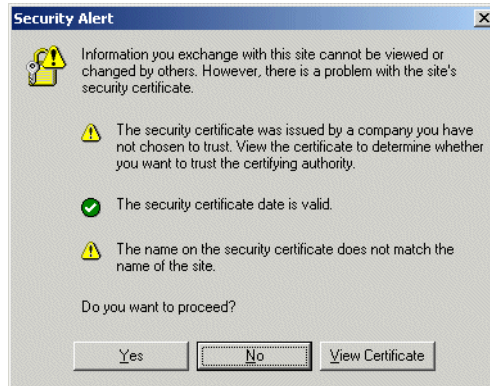 Security Alert
Information you exchange with this site cannot be viewed or
changed by others. However, there is a problem with the site's
security certificate.
The security certificate was issued by a company you have
not chosen to trust. View the certificate to determine whether
you want to trust the certifying authority.
The security certificate date is valid.
The name on the security certificate does not match the
name of the site.
Do you want to proceed?
Yes No View Certificate